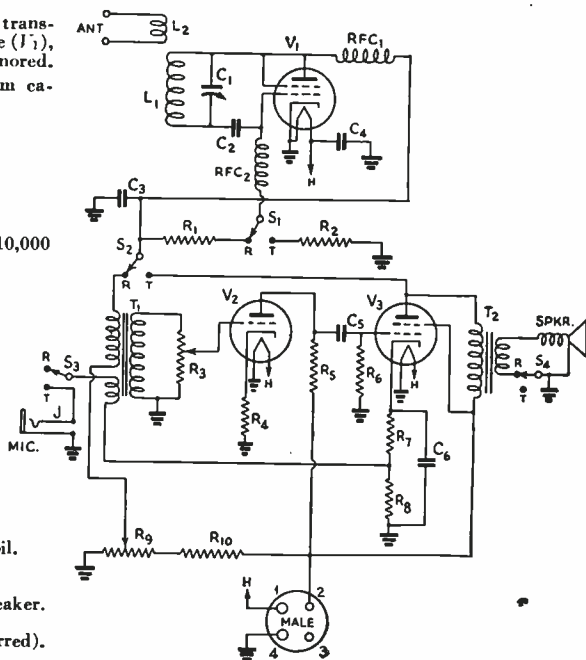 trans-
e (V₁),
nored.
m ca-
10,000
oil.
eaker.
rred).
ANT
L₂
V₁
RFC₁
L₁
C₁
C₂
C₄
H
RFC₂
C₃
S₁
R₁
R₂
R
T
S₂
R
T
T₁
V₂
C₅
V₃
T₂
SPKR.
R
S₃
T
J
MIC.
R₃
H
R₄
R₅
R₆
H
R₇
C₆
R₈
R
S₄
T
R₉
R₁₀
H
1
2
MALE
4
3